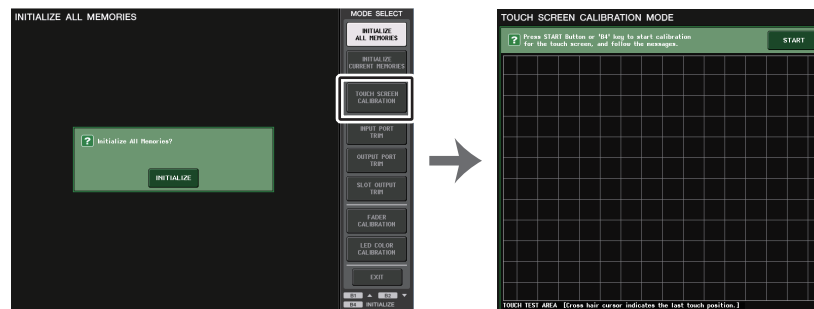 INITIALIZE ALL MEMORIES
? Initialize All Memories?
INITIALIZE
MODE SELECT
INITIALIZE
ALL MEMORIES
INITIALIZE
CURRENT MEMORIES
TOUCH SCREEN
CALIBRATION
INPUT PORT
TRIM
OUTPUT PORT
TRIM
SLOT OUTPUT
TRIM
FADER
CALIBRATION
LED COLOR
CALIBRATION
EXIT
B1 ▲ B2 ▼
B4 INITIALIZE
TOUCH SCREEN CALIBRATION MODE
? Press START Button or 'B4' key to start calibration
for the touch screen, and follow the messages.
START
TOUCH TEST AREA [Cross hair cursor indicates the last touch position.]